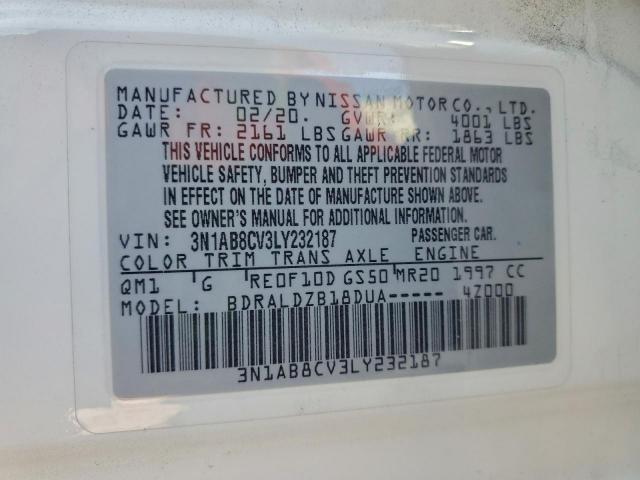 MANUFACTURED BY NISSAN MOTOR CO., LTD.
DATE: 02/20. GVWR: 4001 LBS
GAWR FR: 2161 LBS GAWR RR: 1863 LBS
THIS VEHICLE CONFORMS TO ALL APPLICABLE FEDERAL MOTOR
VEHICLE SAFETY, BUMPER AND THEFT PREVENTION STANDARDS
IN EFFECT ON THE DATE OF MANUFACTURE SHOWN ABOVE.
SEE OWNER'S MANUAL FOR ADDITIONAL INFORMATION.
VIN: 3N1AB8CV3LY232187 PASSENGER CAR.
COLOR TRIM TRANS AXLE ENGINE
QM1 G RE0F10D GS50 MR20 1997 CC
MODEL: BDRALDZB18DUA----- 4Z000
3N1AB8CV3LY232187